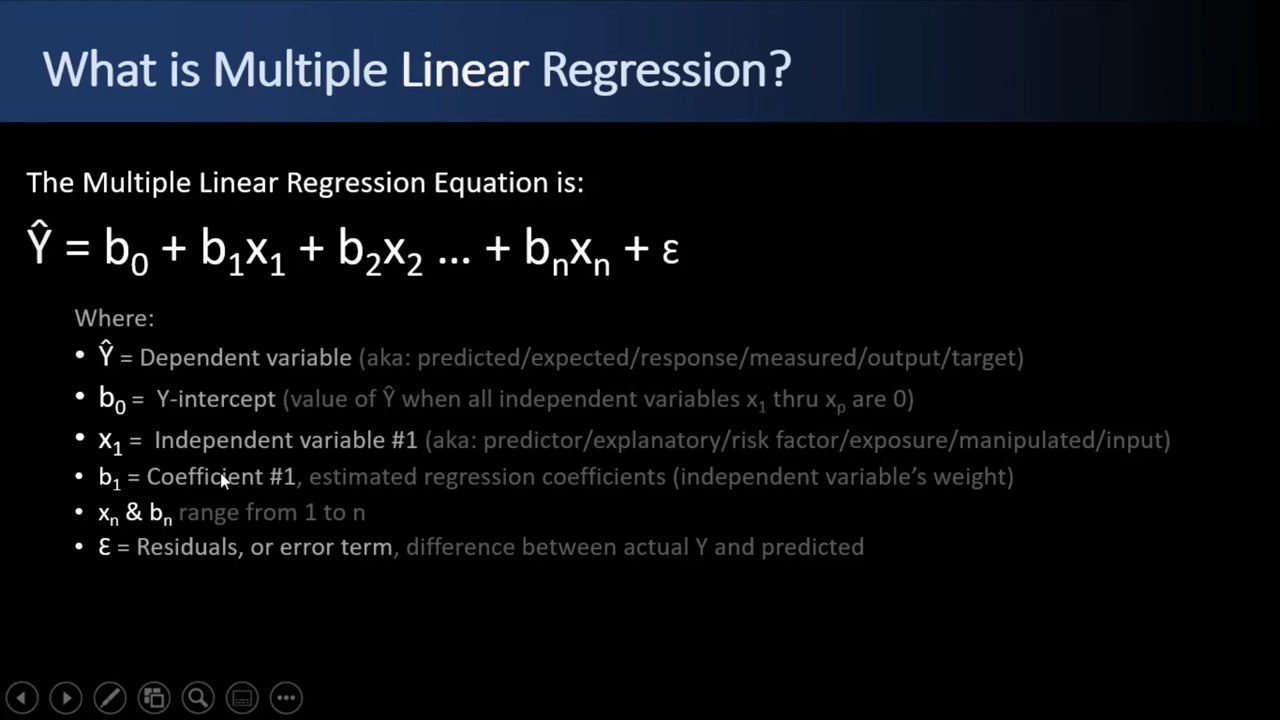 What is Multiple Linear Regression?
The Multiple Linear Regression Equation is:
Ŷ = b₀ + b₁x₁ + b₂x₂ ... + bₙxₙ + ε
Where:
• Ŷ = Dependent variable (aka: predicted/expected/response/measured/output/target)
• b₀ = Y-intercept (value of Ŷ when all independent variables x₁ thru xₚ are 0)
• x₁ = Independent variable #1 (aka: predictor/explanatory/risk factor/exposure/manipulated/input)
• b₁ = Coefficient #1, estimated regression coefficients (independent variable’s weight)
• xₙ & bₙ range from 1 to n
• ε = Residuals, or error term, difference between actual Y and predicted